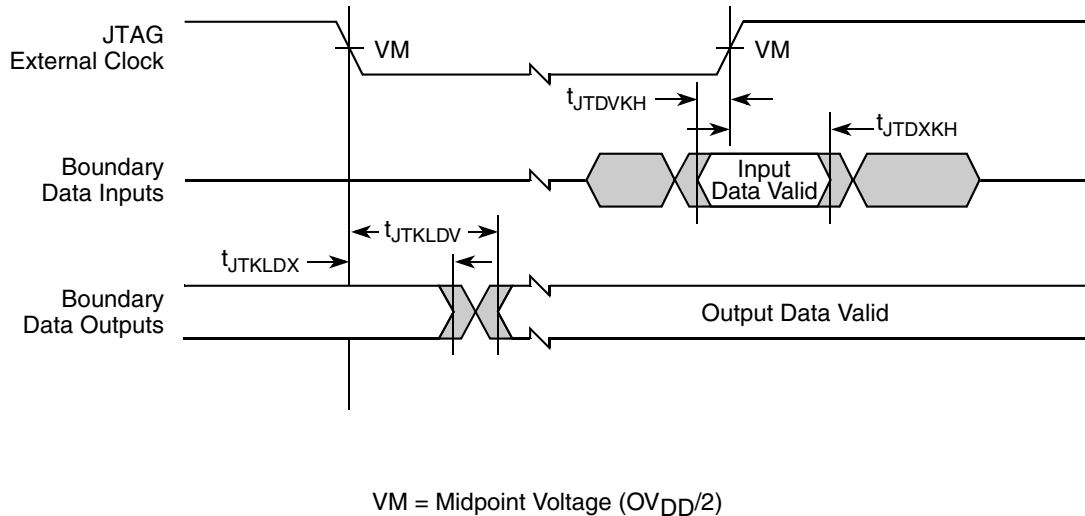 JTAG
External Clock
VM
VM
tJTDVKH
tJTDXKH
Boundary
Data Inputs
Input
Data Valid
tJTKLDV
tJTKLDX
Boundary
Data Outputs
Output Data Valid
VM = Midpoint Voltage (OVDD/2)